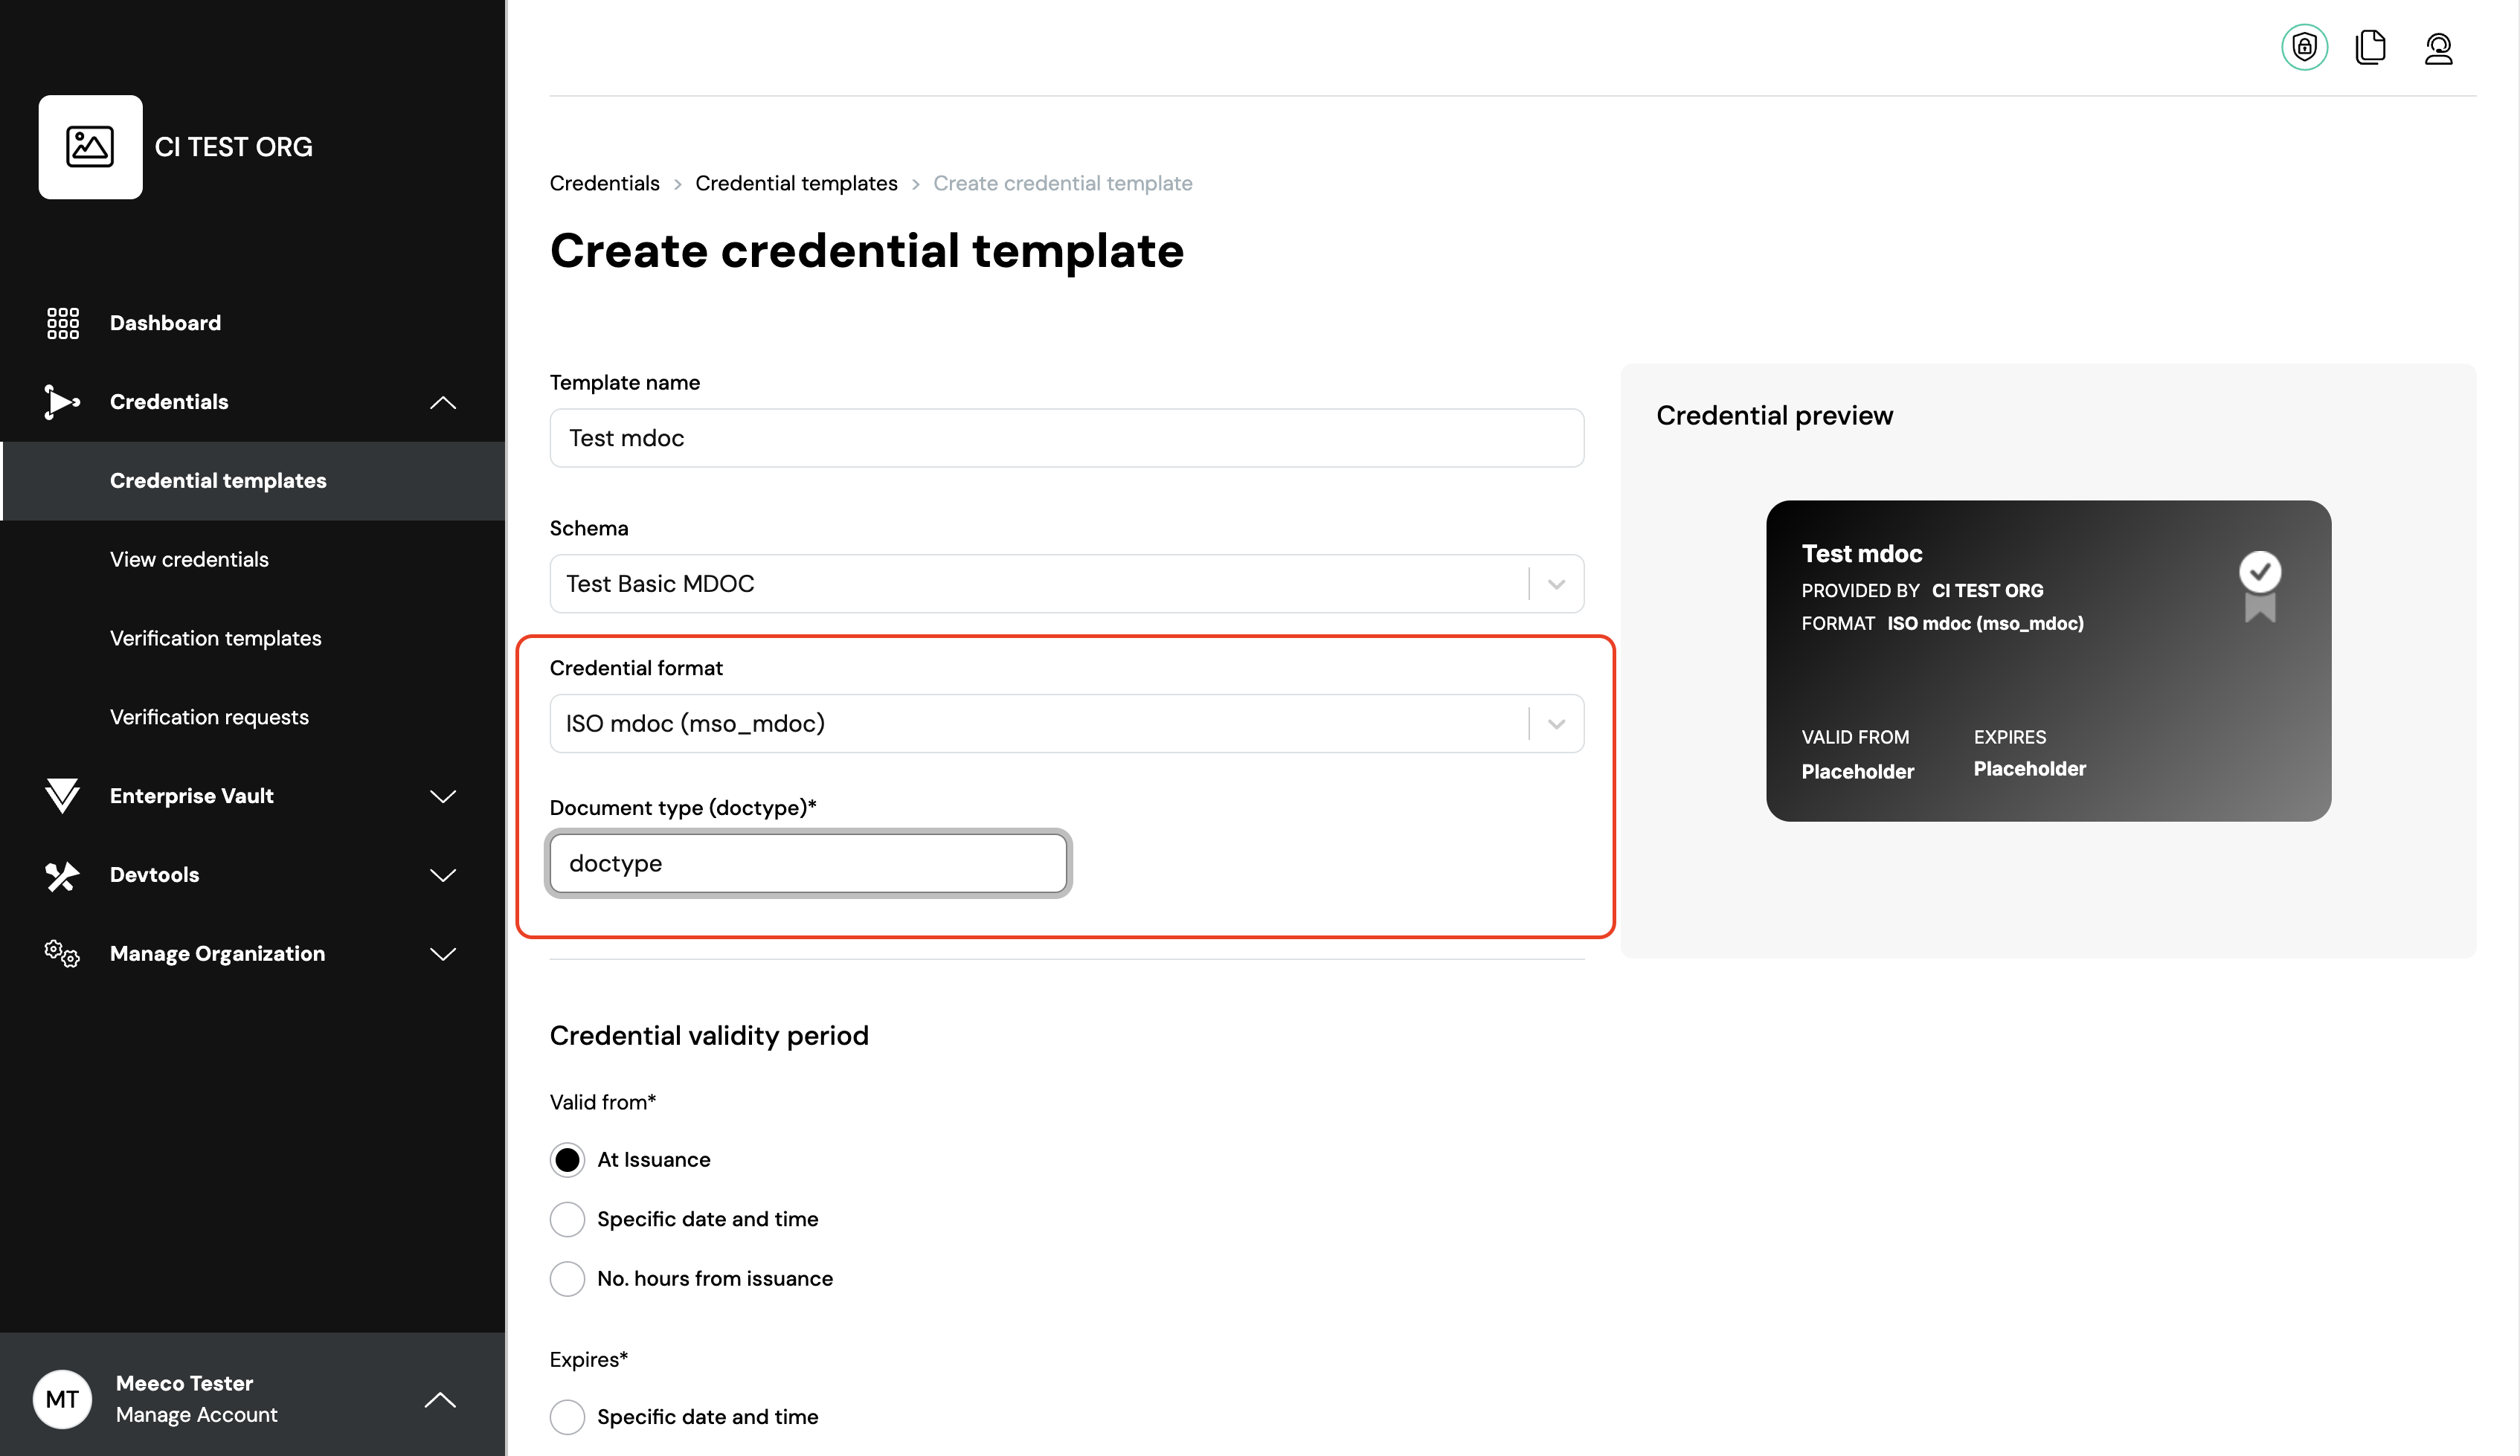 CI TEST ORG
Dashboard
Credentials
Credential templates
View credentials
Verification templates
Verification requests
Enterprise Vault
Devtools
Manage Organization
MT
Meeco Tester
Manage Account
Credentials > Credential templates > Create credential template
Create credential template
Template name
Test mdoc
Schema
Test Basic MDOC
Credential format
ISO mdoc (mso_mdoc)
Document type (doctype)*
doctype
Credential validity period
Valid from*
At Issuance
Specific date and time
No. hours from issuance
Expires*
Specific date and time
Credential preview
Test mdoc
PROVIDED BY CI TEST ORG
FORMAT ISO mdoc (mso_mdoc)
VALID FROM EXPIRES
Placeholder Placeholder